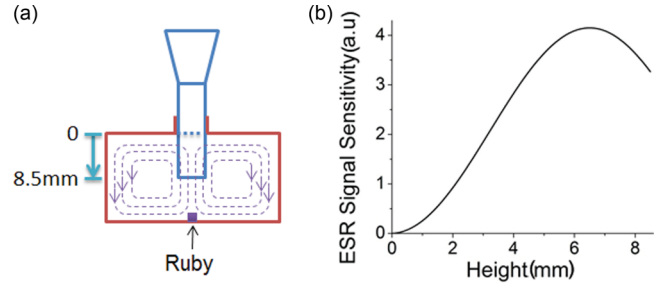 (a)
0
8.5mm
Ruby
(b)
ESR Signal Sensitivity(a.u)
4
3
2
1
0
0 2 4 6 8
Height(mm)